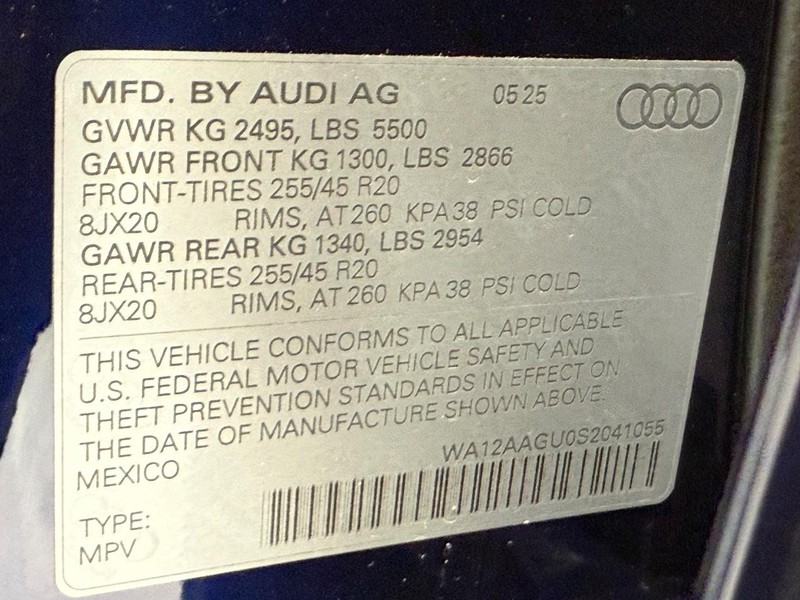 MFD. BY AUDI AG 05 25
GVWR KG 2495, LBS 5500
GAWR FRONT KG 1300, LBS 2866
FRONT-TIRES 255/45 R20
8JX20 RIMS, AT 260 KPA 38 PSI COLD
GAWR REAR KG 1340, LBS 2954
REAR-TIRES 255/45 R20
8JX20 RIMS, AT 260 KPA 38 PSI COLD
THIS VEHICLE CONFORMS TO ALL APPLICABLE
U.S. FEDERAL MOTOR VEHICLE SAFETY AND
THEFT PREVENTION STANDARDS IN EFFECT ON
THE DATE OF MANUFACTURE SHOWN ABOVE.
MEXICO WA12AAGU0S2041055
TYPE:
MPV